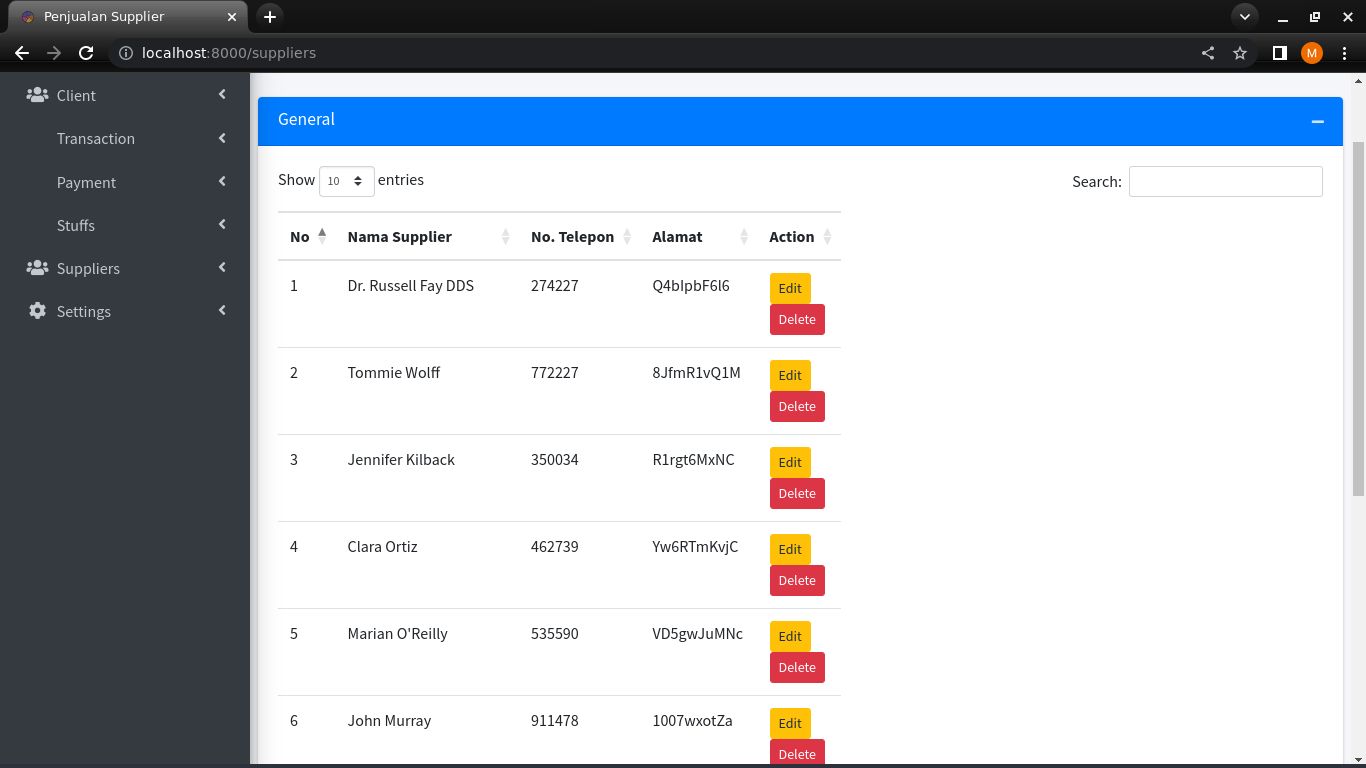 Penjualan Supplier
localhost:8000/suppliers
M
Client
Transaction
Payment
Stuffs
Suppliers
Settings
General
Show 10 entries
Search:
No Nama Supplier No. Telepon Alamat Action
1 Dr. Russell Fay DDS 274227 Q4bIpbF6l6 Edit
Delete
2 Tommie Wolff 772227 8JfmR1vQ1M Edit
Delete
3 Jennifer Kilback 350034 R1rgt6MxNC Edit
Delete
4 Clara Ortiz 462739 Yw6RTmKvjC Edit
Delete
5 Marian O'Reilly 535590 VD5gwJuMNc Edit
Delete
6 John Murray 911478 1007wxotZa Edit
Delete